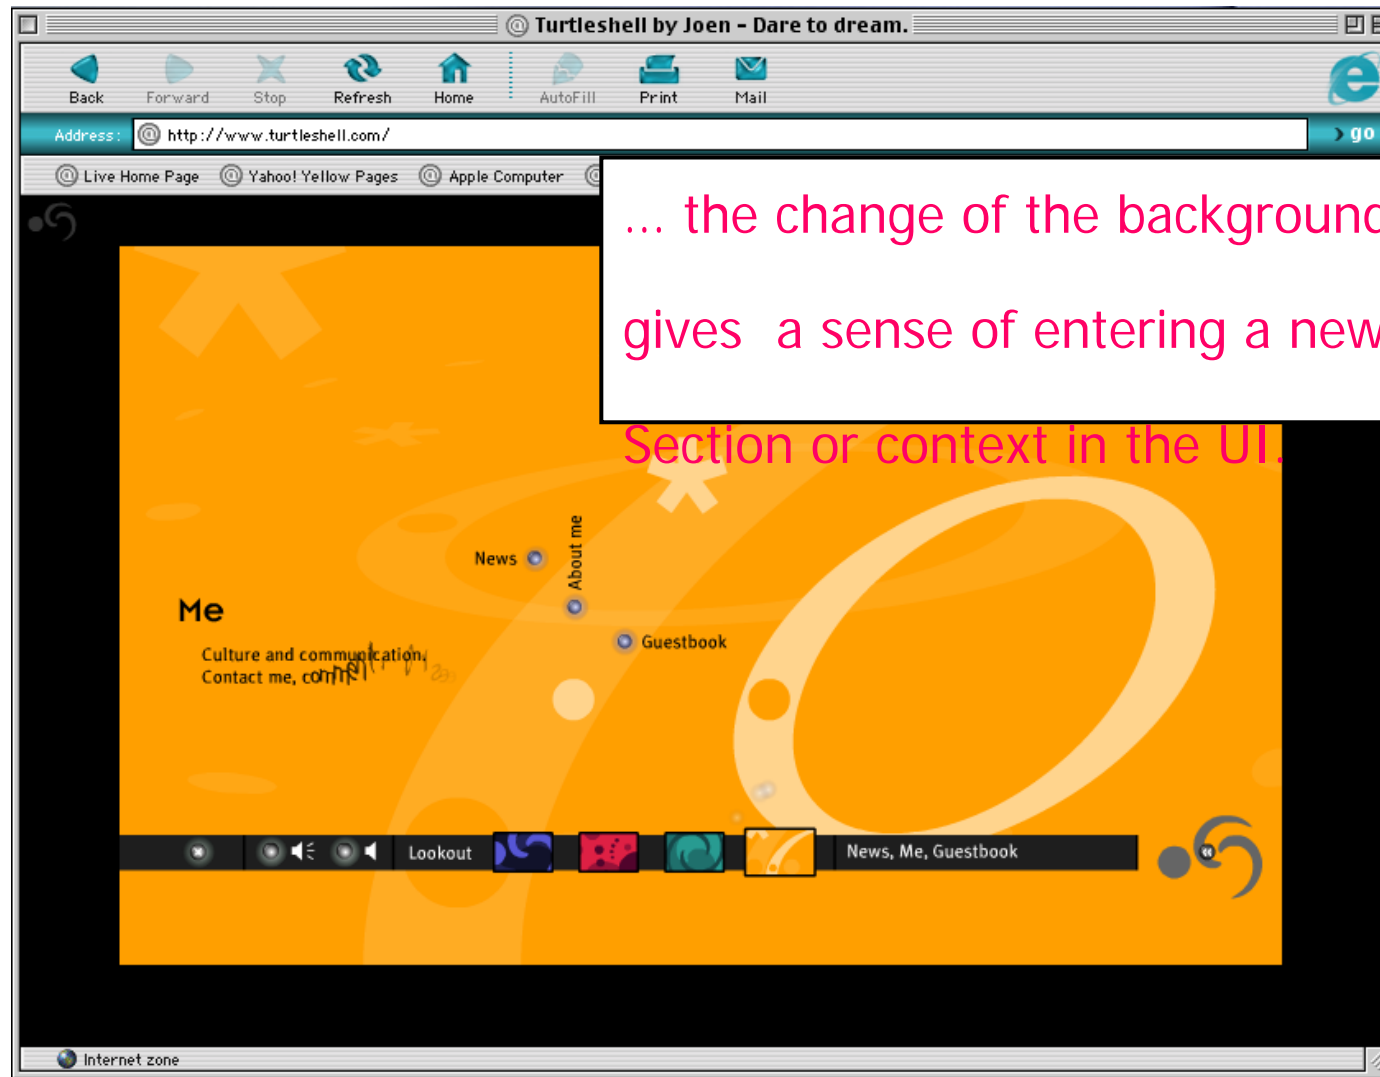 Turtleshell by Joen - Dare to dream.
Back Forward Stop Refresh Home AutoFill Print Mail
Address: http://www.turtleshell.com/ go
Live Home Page Yahoo! Yellow Pages Apple Computer
... the change of the background
gives a sense of entering a new
Section or context in the UI.
About me
News
Me
Guestbook
Culture and communication,
Contact me,
Lookout News, Me, Guestbook
Internet zone